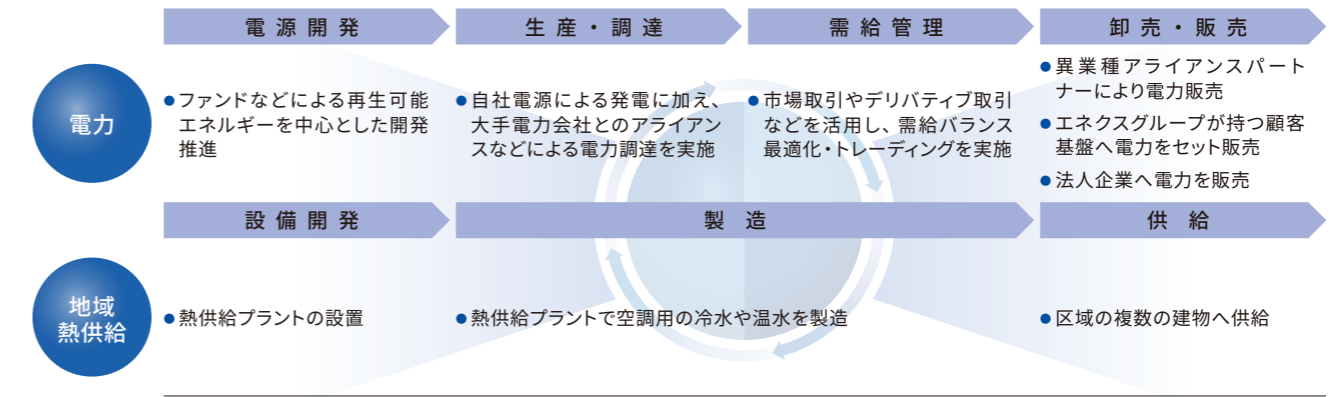 電源開発
生産・調達
需給管理
卸売・販売
電力
●ファンドなどによる再生可能
エネルギーを中心とした開発
推進
●自社電源による発電に加え、
大手電力会社とのアライアン
スなどによる電力調達を実施
●市場取引やデリバティブ取引
などを活用し、需給バランス
最適化・トレーディングを実施
●異業種アライアンスパート
ナーにより電力販売
●エネクスグループが持つ顧客
基盤へ電力をセット販売
●法人企業へ電力を販売
設備開発
製造
供給
地域
熱供給
●熱供給プラントの設置
●熱供給プラントで空調用の冷水や温水を製造
●区域の複数の建物へ供給